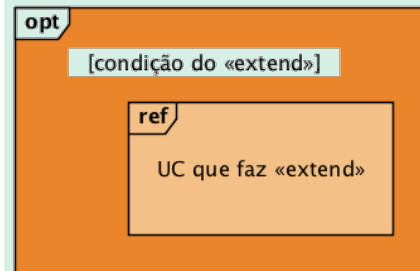 opt
[condição do «extend»]
ref
UC que faz «extend»